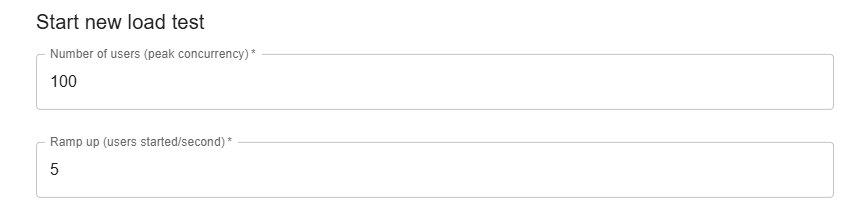 Start new load test
Number of users (peak concurrency) *
100
Ramp up (users started/second) *
5